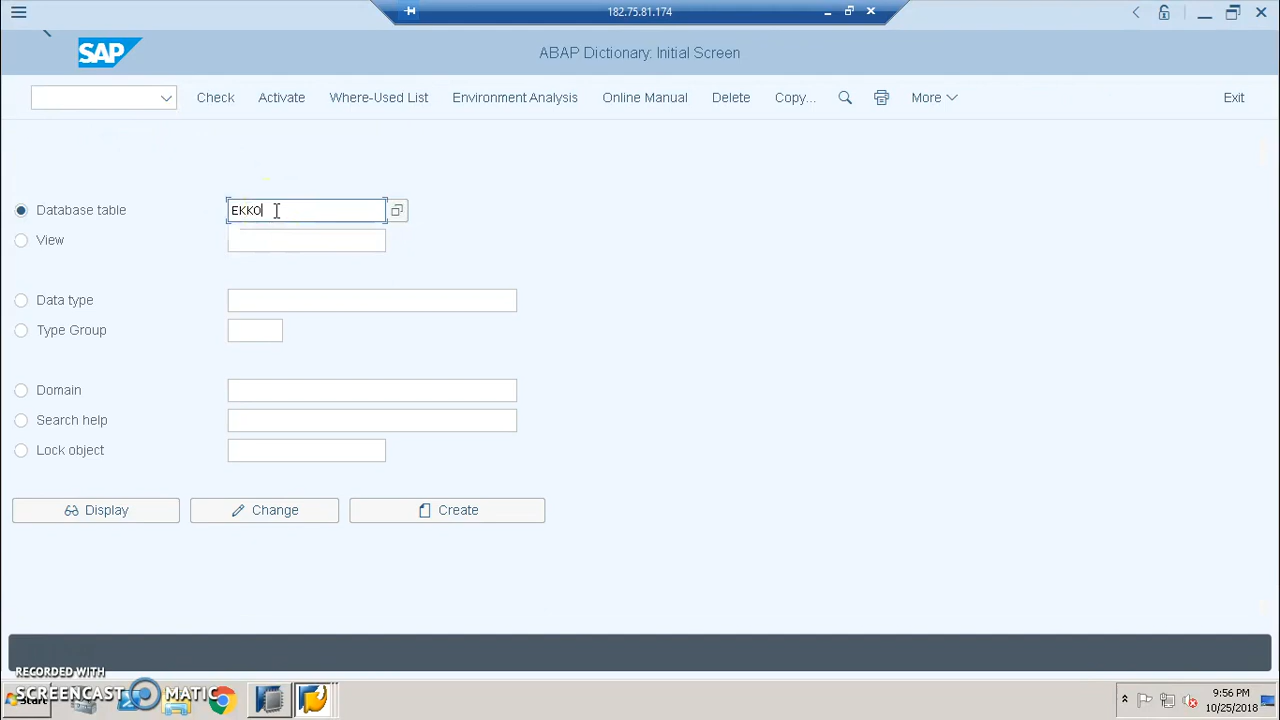 182.75.81.174
SAP
ABAP Dictionary: Initial Screen
Check Activate Where-Used List Environment Analysis Online Manual Delete Copy... More Exit
Database table EKKO
View
Data type
Type Group
Domain
Search help
Lock object
Display Change Create
RECORDED WITH
SCREENCAST MATIC
Start
9:56 PM
10/25/2018